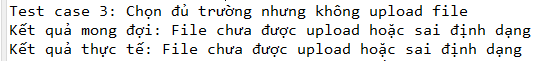 Test case 3: Chọn đủ trường nhưng không upload file
Kết quả mong đợi: File chưa được upload hoặc sai định dạng
Kết quả thực tế: File chưa được upload hoặc sai định dạng